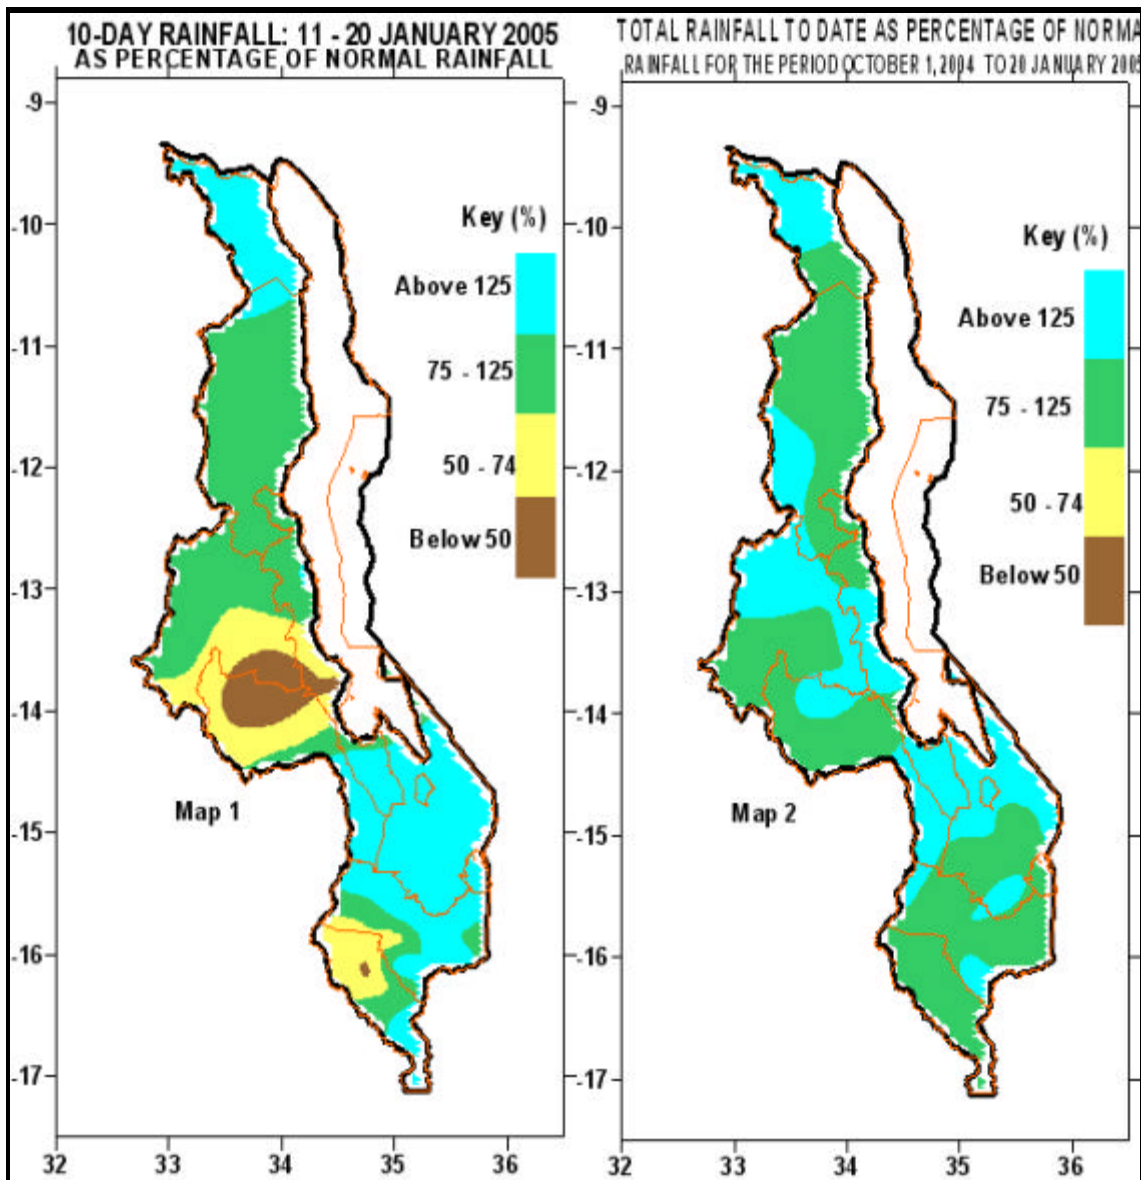 10-DAY RAINFALL: 11 - 20 JANUARY 2005
AS PERCENTAGE OF NORMAL RAINFALL
-9
-10
-11
-12
-13
-14
-15
-16
-17
Key (%)
Above 125
75 - 125
50 - 74
Below 50
Map 1
32
33
34
35
36
TOTAL RAINFALL TO DATE AS PERCENTAGE OF NORMA
RAINFALL FOR THE PERIOD OCTOBER 1,2004 TO 20 JANUARY 2005
-9
-10
-11
-12
-13
-14
-15
-16
-17
Key (%)
Above 125
75 - 125
50 - 74
Below 50
Map 2
32
33
34
35
36